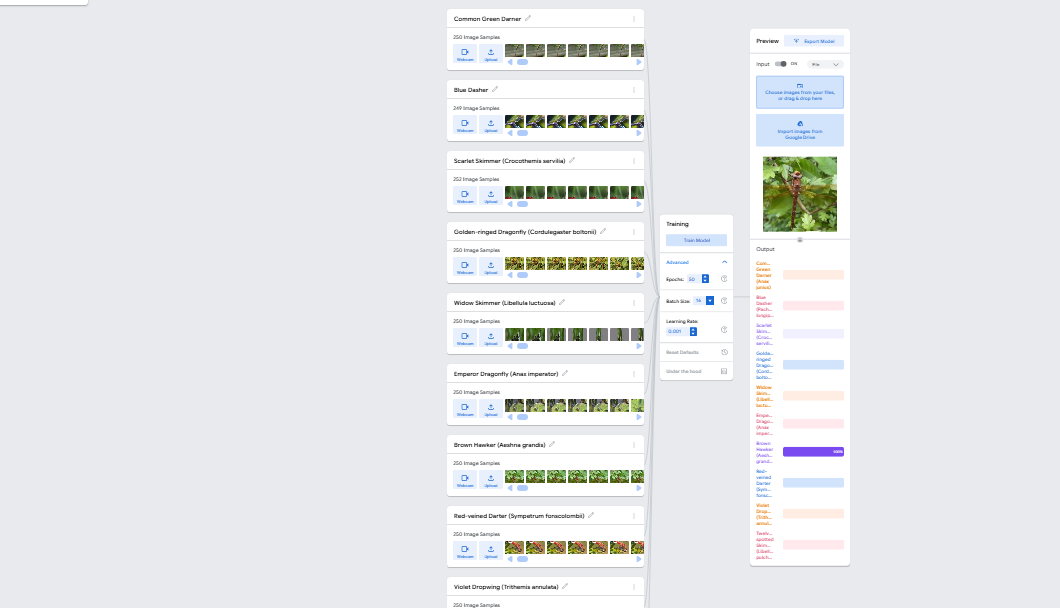 Common Green Darner
250 Image Samples
Webcam
Upload
Blue Dasher
249 Image Samples
Webcam
Upload
Scarlet Skimmer (Crocothemis servilia)
252 Image Samples
Webcam
Upload
Golden-ringed Dragonfly (Cordulegaster boltonii)
250 Image Samples
Webcam
Upload
Widow Skimmer (Libellula luctuosa)
250 Image Samples
Webcam
Upload
Emperor Dragonfly (Anax imperator)
250 Image Samples
Webcam
Upload
Brown Hawker (Aeshna grandis)
250 Image Samples
Webcam
Upload
Red-veined Darter (Sympetrum fonscolombii)
250 Image Samples
Webcam
Upload
Violet Dropwing (Trithemis annulata)
250 Image Samples
Training
Train Model
Advanced
Epochs: 50
Batch Size: 16
Learning Rate:
0.001
Reset Defaults
Under the hood
Preview
Export Model
Input
ON
File
Choose images from your files,
or drag & drop here
Import images from
Google Drive
Output
Com...
Green
Darner
(Anax
junius)
Blue
Dasher
(Pach...
longip...
Scarlet
Skim...
(Croc...
servili...
Golde...
ringed
Drago...
(Cord...
bolto...
Widow
Skim...
(Libell...
luctu...
Empe...
Drago...
(Anax
imper...
Brown
Hawker
(Aesh...
grand...
100%
Red-
veined
Darter
(Sym...
fonsc...
Violet
Drop...
(Trith...
annul...
Twelv...
spotted
Skim...
(Libell...
pulch...